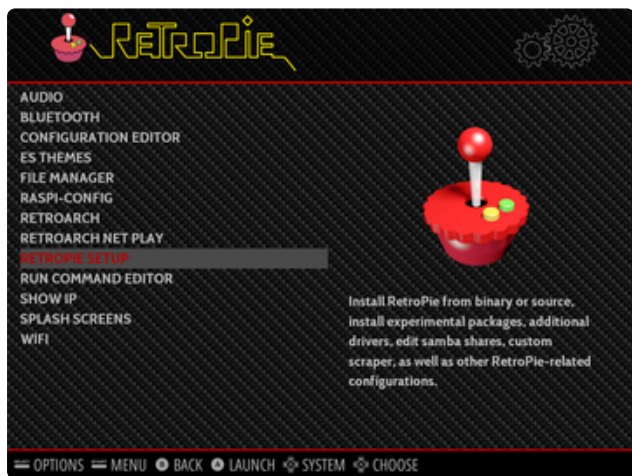 RETROPIE
AUDIO
BLUETOOTH
CONFIGURATION EDITOR
ES THEMES
FILE MANAGER
RASPI-CONFIG
RETROARCH
RETROARCH NET PLAY
RETROPIE SETUP
RUN COMMAND EDITOR
SHOW IP
SPLASH SCREENS
WIFI
Install RetroPie from binary or source,
install experimental packages, additional
drivers, edit samba shares, custom
scraper, as well as other RetroPie-related
configurations.
OPTIONS MENU B BACK A LAUNCH SYSTEM CHOOSE